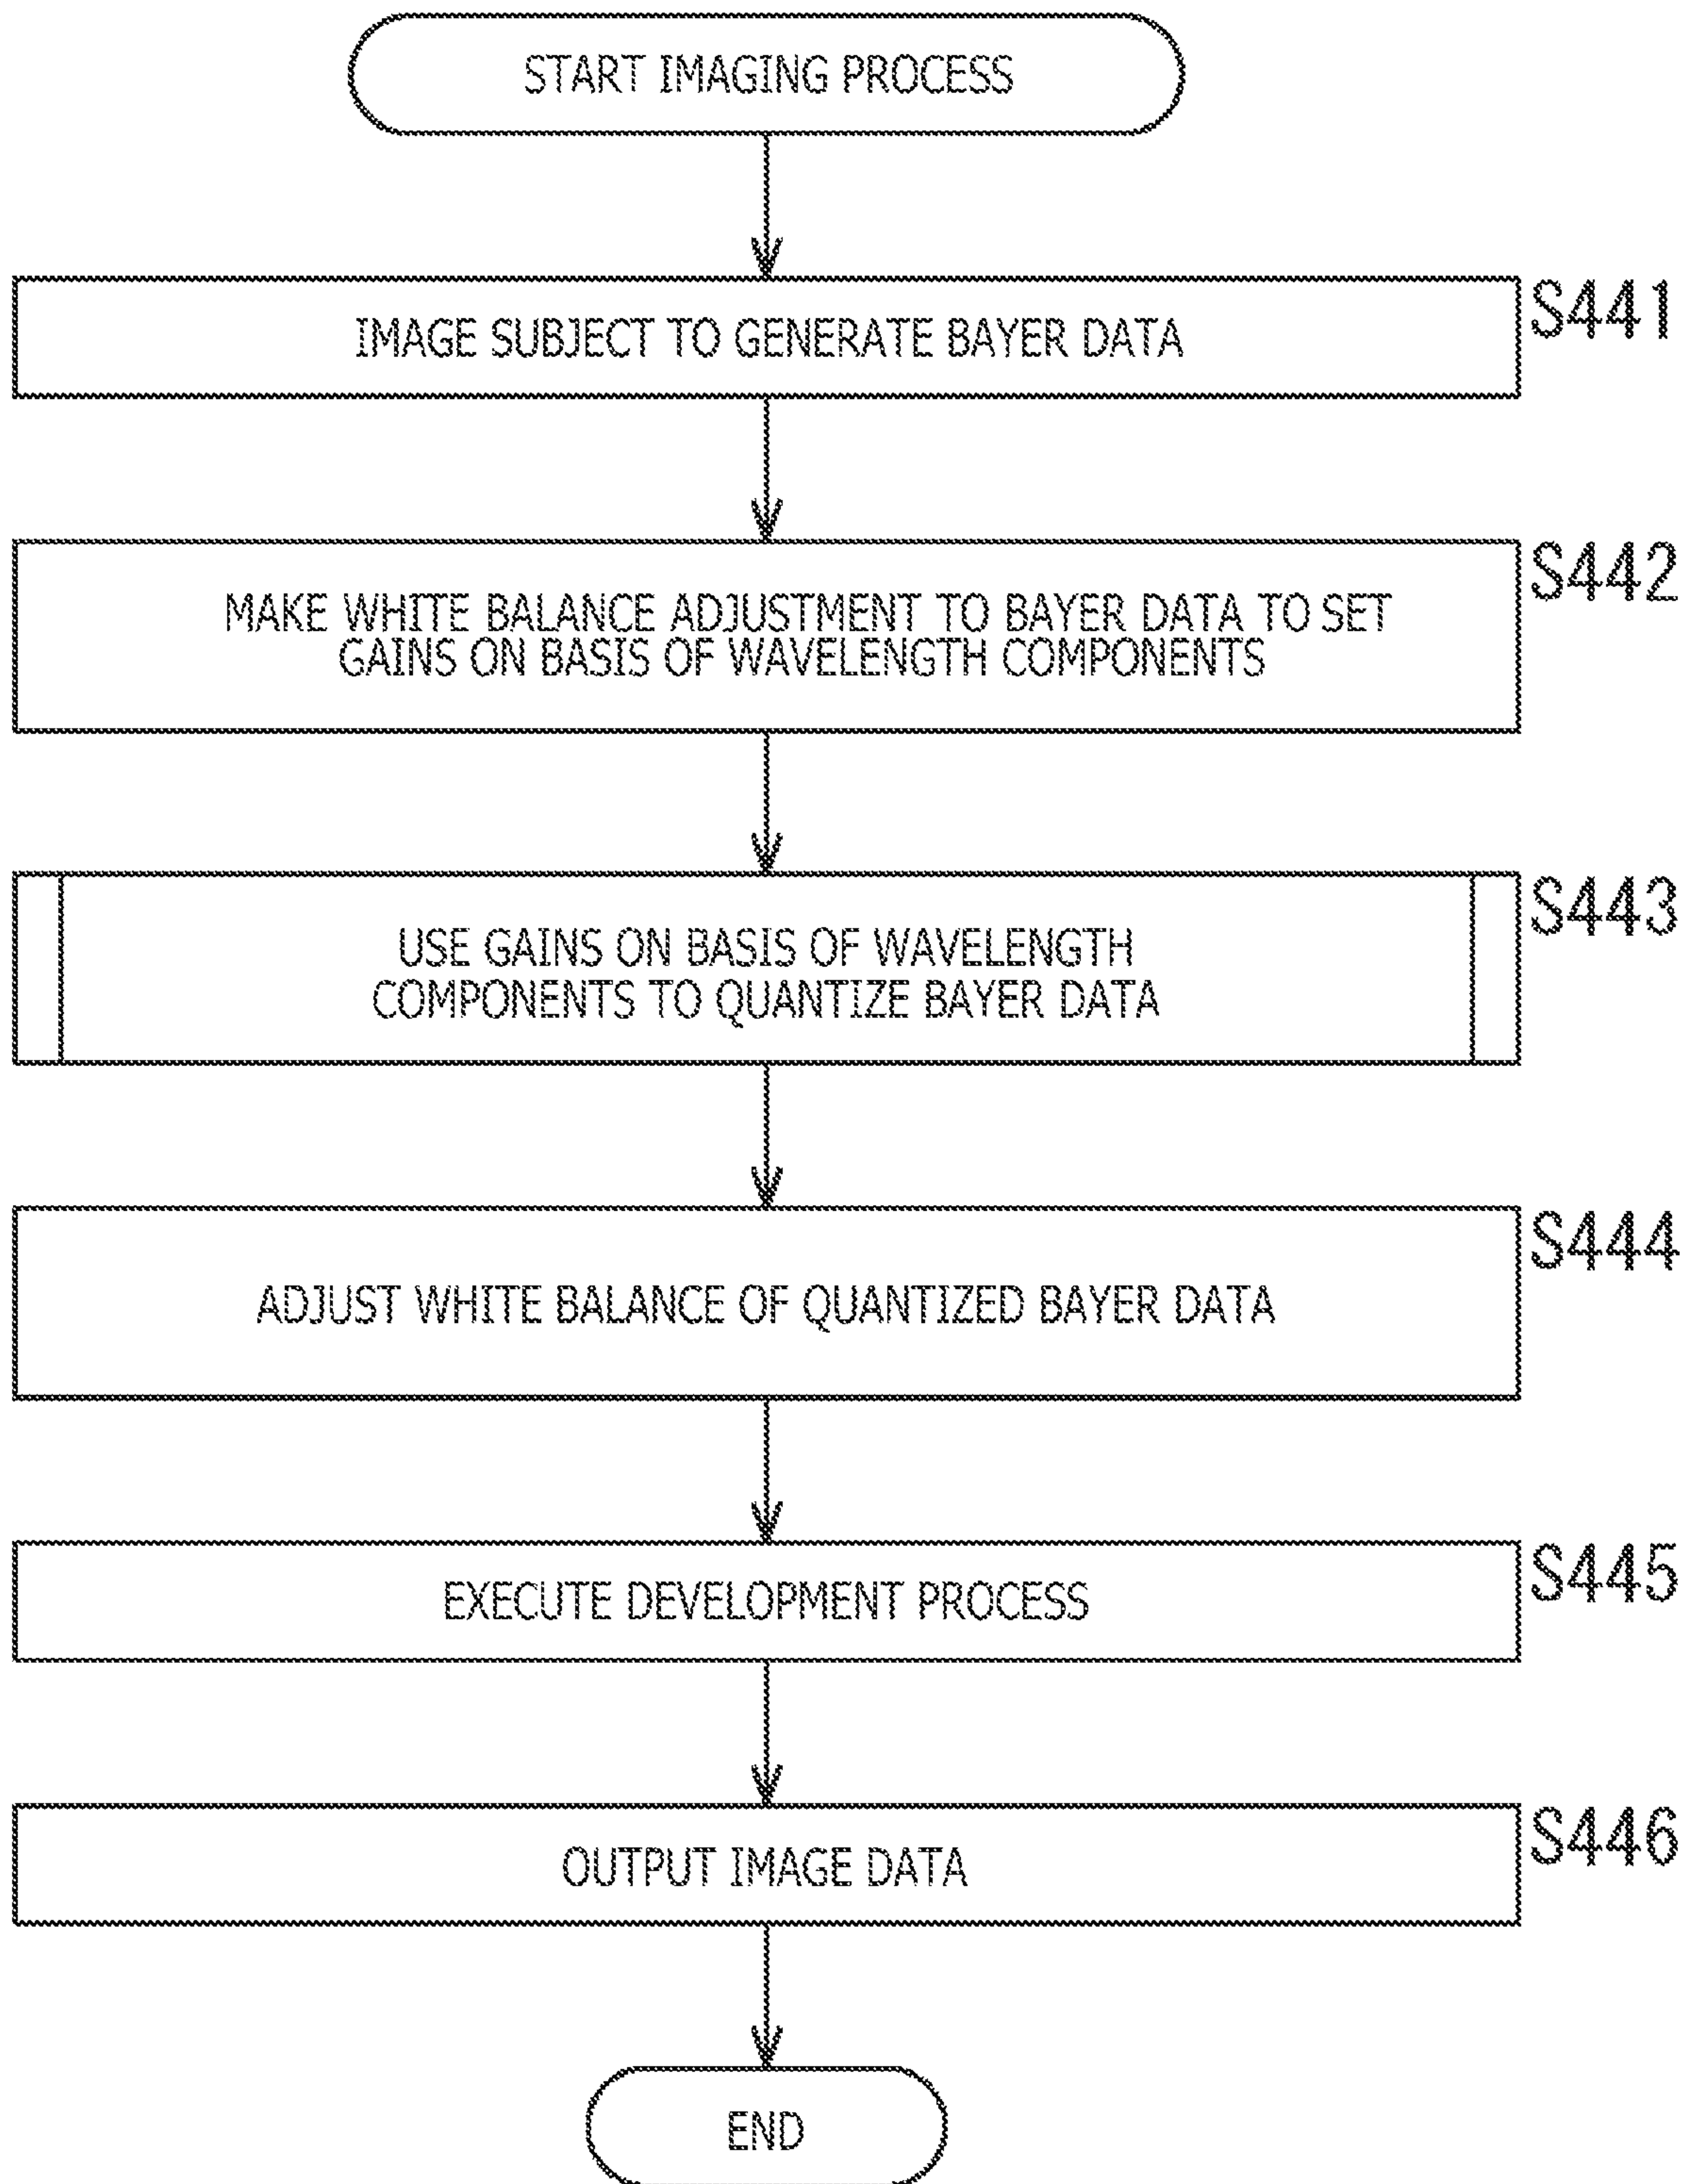 START IMAGING PROCESS
IMAGE SUBJECT TO GENERATE BAYER DATA
S441
MAKE WHITE BALANCE ADJUSTMENT TO BAYER DATA TO SET
GAINS ON BASIS OF WAVELENGTH COMPONENTS
S442
USE GAINS ON BASIS OF WAVELENGTH
COMPONENTS TO QUANTIZE BAYER DATA
S443
ADJUST WHITE BALANCE OF QUANTIZED BAYER DATA
S444
EXECUTE DEVELOPMENT PROCESS
S445
OUTPUT IMAGE DATA
S446
END